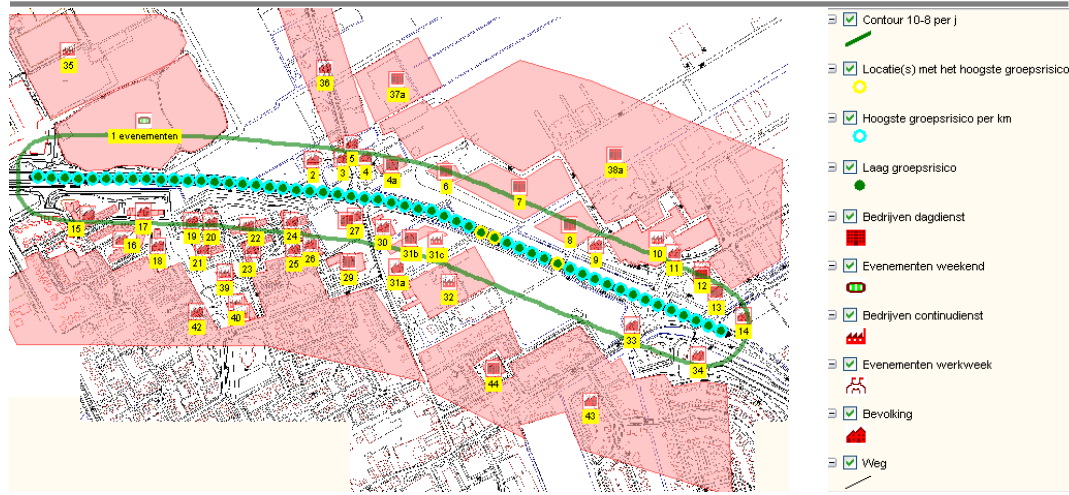 35
36
37a
1 evenementen
5
2
3
4
4a
6
38a
7
15
17
16
18
19
20
21
22
23
24
25
26
27
30
31b
31c
8
9
10
11
12
13
14
29
31a
32
39
40
42
33
34
44
43
Contour 10-8 per j
Locatie(s) met het hoogste groepsrisico
Hoogste groepsrisico per km
Laag groepsrisico
Bedrijven dagdienst
Evenementen weekend
Bedrijven continudienst
Evenementen werkweek
Bevolking
Weg